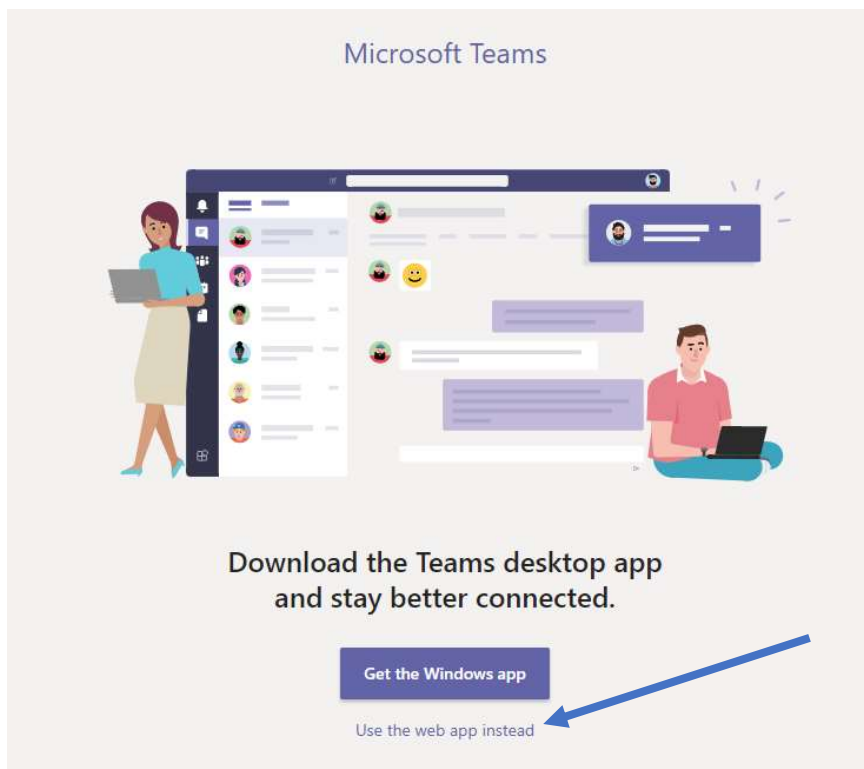 Microsoft Teams
Download the Teams desktop app
and stay better connected.
Get the Windows app
Use the web app instead